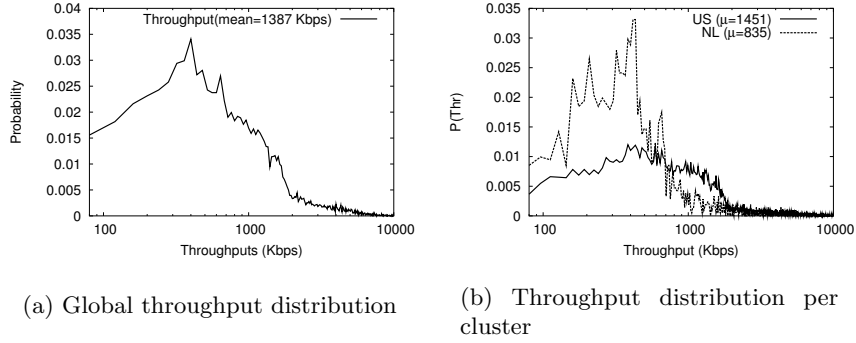 Throughput(mean=1387 Kbps)
0.04
0.035
0.03
0.025
0.02
0.015
0.01
0.005
0
Probability
100
1000
10000
Throughputs (Kbps)
(a) Global throughput distribution
US (μ=1451)
NL (μ=835)
0.035
0.03
0.025
0.02
0.015
0.01
0.005
0
P(Thr)
100
1000
10000
Throughput (Kbps)
(b) Throughput distribution per
cluster